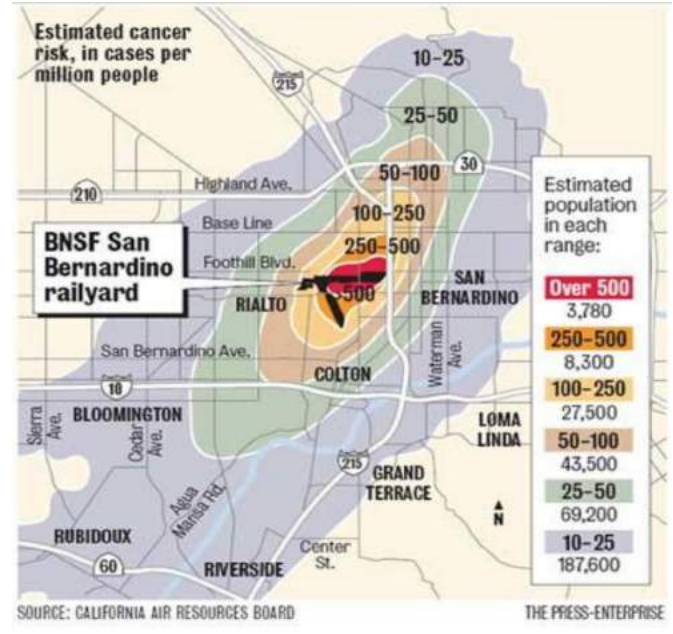 Estimated cancer
risk, in cases per
million people
10-25
215
25-50
30
50-100
210
Highland Ave.
100-250
Base Line
250-500
BNSF San
Bernardino
railyard
Foothill Blvd.
500
RIALTO
SAN
BERNARDINO
San Bernardino Ave.
COLTON
Waterman
Ave.
10
BLOOMINGTON
Sierra
Ave.
Cedar
Ave.
LOMA
LINDA
215
GRAND
TERRACE
Agua
Mansa Rd.
N
RUBIDOUX
60
RIVERSIDE
Center
St.
Estimated
population
in each
range:
Over 500
3,780
250-500
8,300
100-250
27,500
50-100
43,500
25-50
69,200
10-25
187,600
SOURCE: CALIFORNIA AIR RESOURCES BOARD
THE PRESS-ENTERPRISE